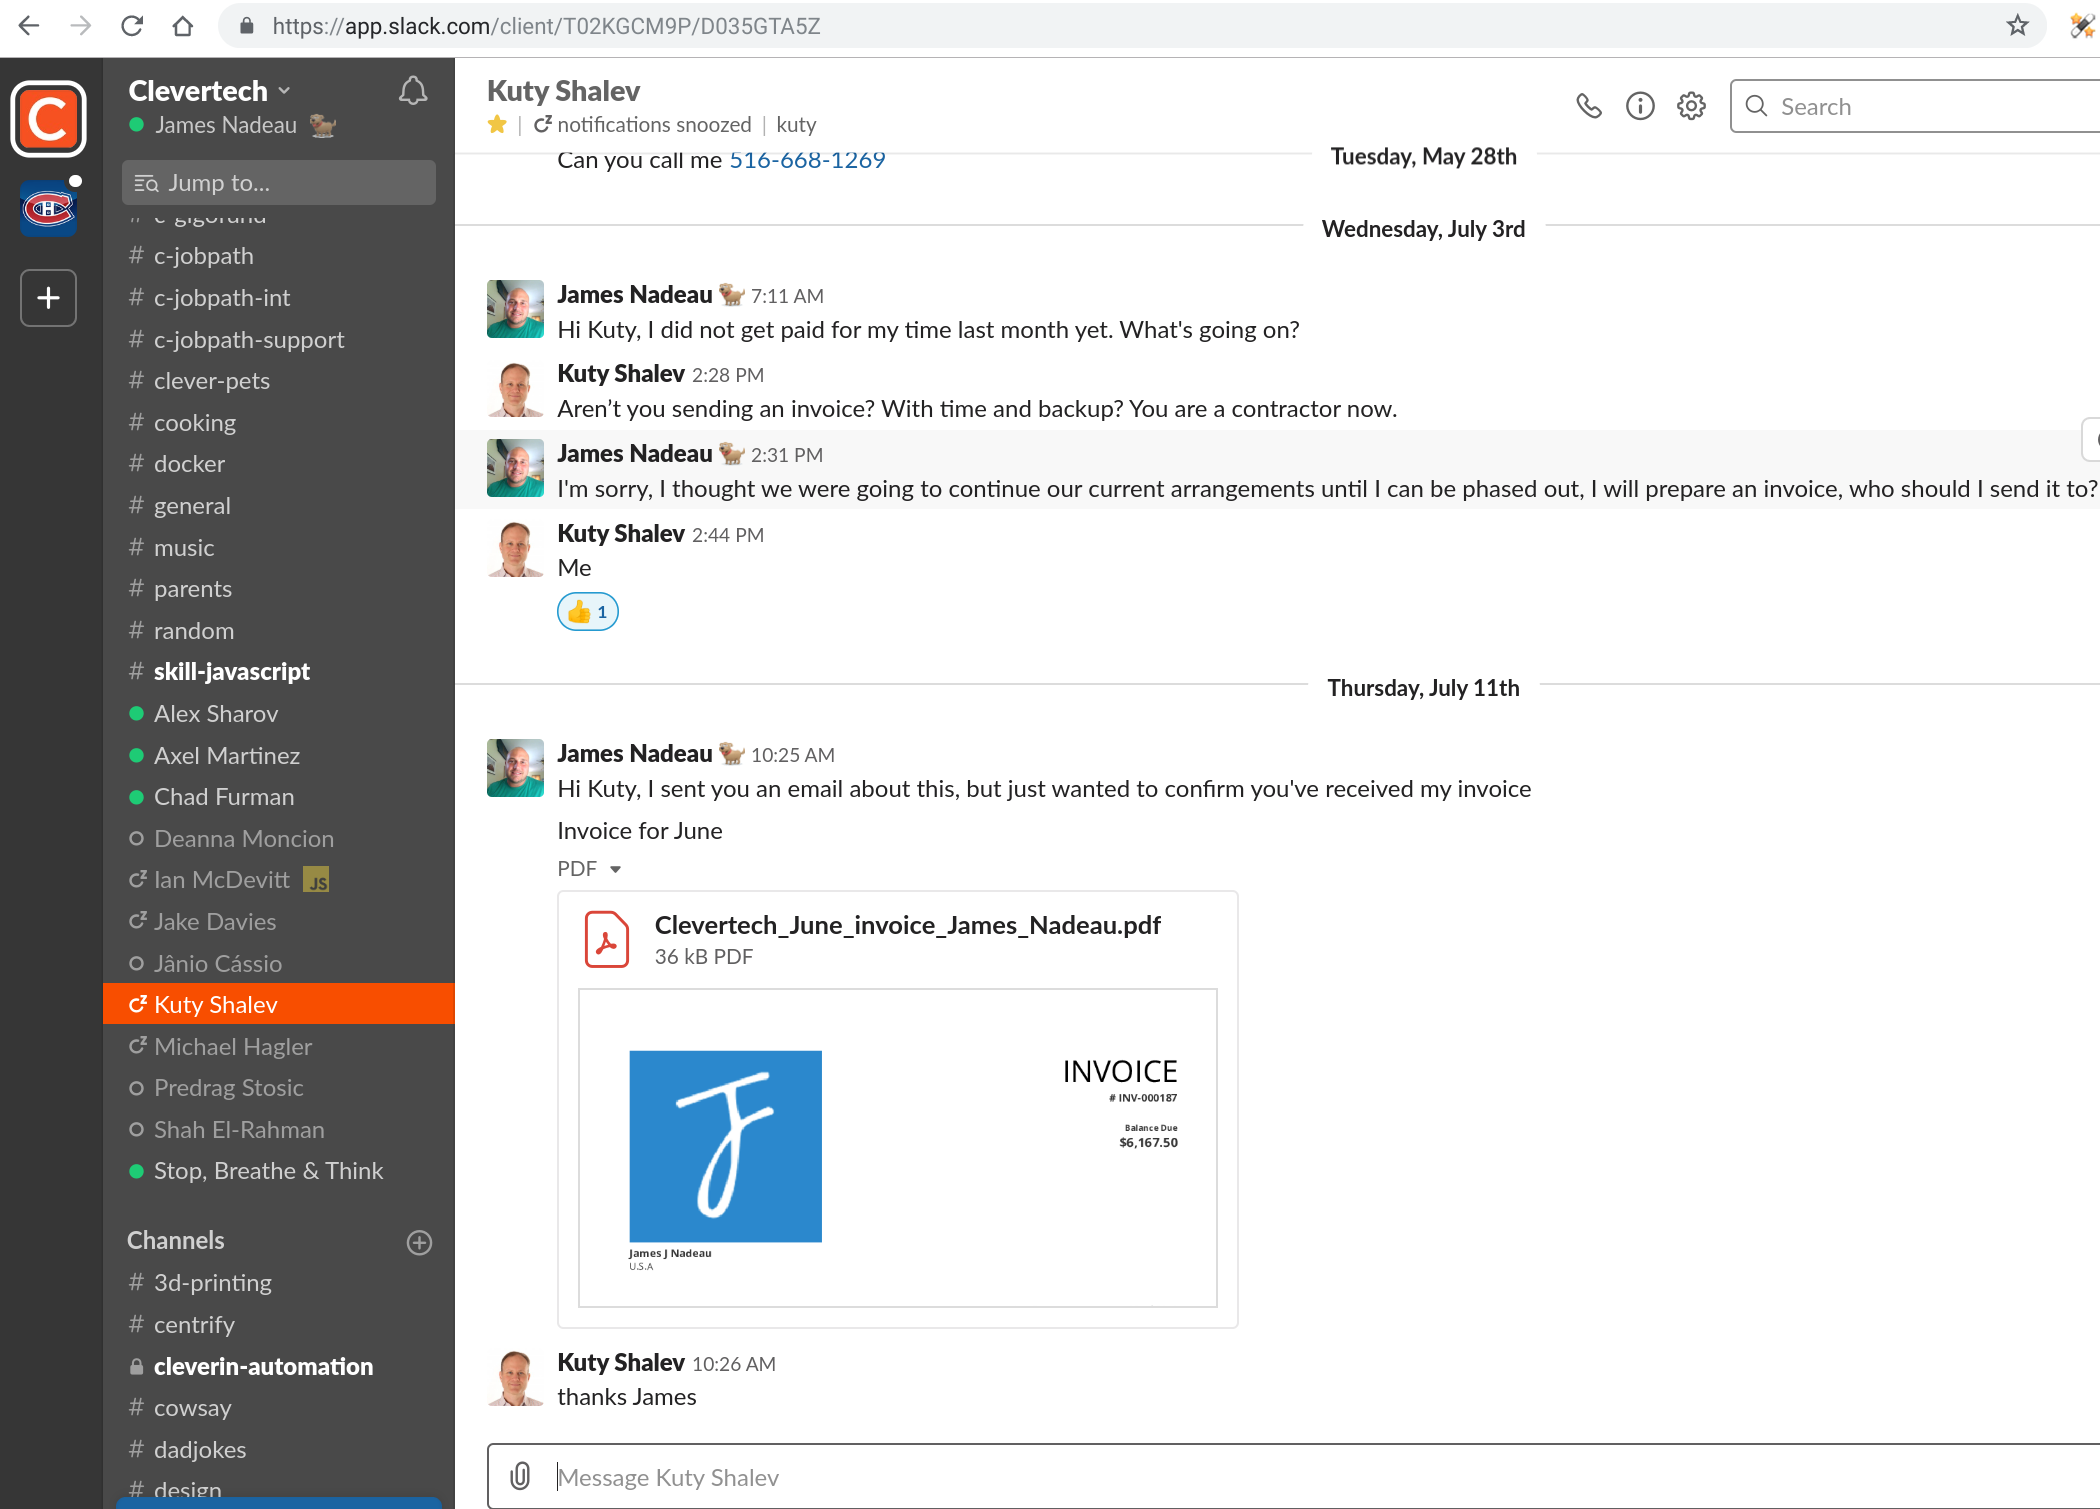 https://app.slack.com/client/T02KGCM9P/D035GTA5Z
Clevertech
James Nadeau
Jump to...
# c-gigofund
# c-jobpath
# c-jobpath-int
# c-jobpath-support
# clever-pets
# cooking
# docker
# general
# music
# parents
# random
# skill-javascript
Alex Sharov
Axel Martinez
Chad Furman
Deanna Moncion
Ian McDevitt JS
Jake Davies
Jânio Cássio
Kuty Shalev
Michael Hagler
Predrag Stosic
Shah El-Rahman
Stop, Breathe & Think
Channels
# 3d-printing
# centrify
cleverin-automation
# cowsay
# dadjokes
# design
Kuty Shalev
notifications snoozed | kuty
Search
Can you call me 516-668-1269
Tuesday, May 28th
Wednesday, July 3rd
James Nadeau 7:11 AM
Hi Kuty, I did not get paid for my time last month yet. What's going on?
Kuty Shalev 2:28 PM
Aren’t you sending an invoice? With time and backup? You are a contractor now.
James Nadeau 2:31 PM
I'm sorry, I thought we were going to continue our current arrangements until I can be phased out, I will prepare an invoice, who should I send it to?
Kuty Shalev 2:44 PM
Me
👍 1
Thursday, July 11th
James Nadeau 10:25 AM
Hi Kuty, I sent you an email about this, but just wanted to confirm you've received my invoice
Invoice for June
PDF
Clevertech_June_invoice_James_Nadeau.pdf
36 kB PDF
INVOICE
# INV-000187
Balance Due
$6,167.50
James J Nadeau
U.S.A
Kuty Shalev 10:26 AM
thanks James
Message Kuty Shalev